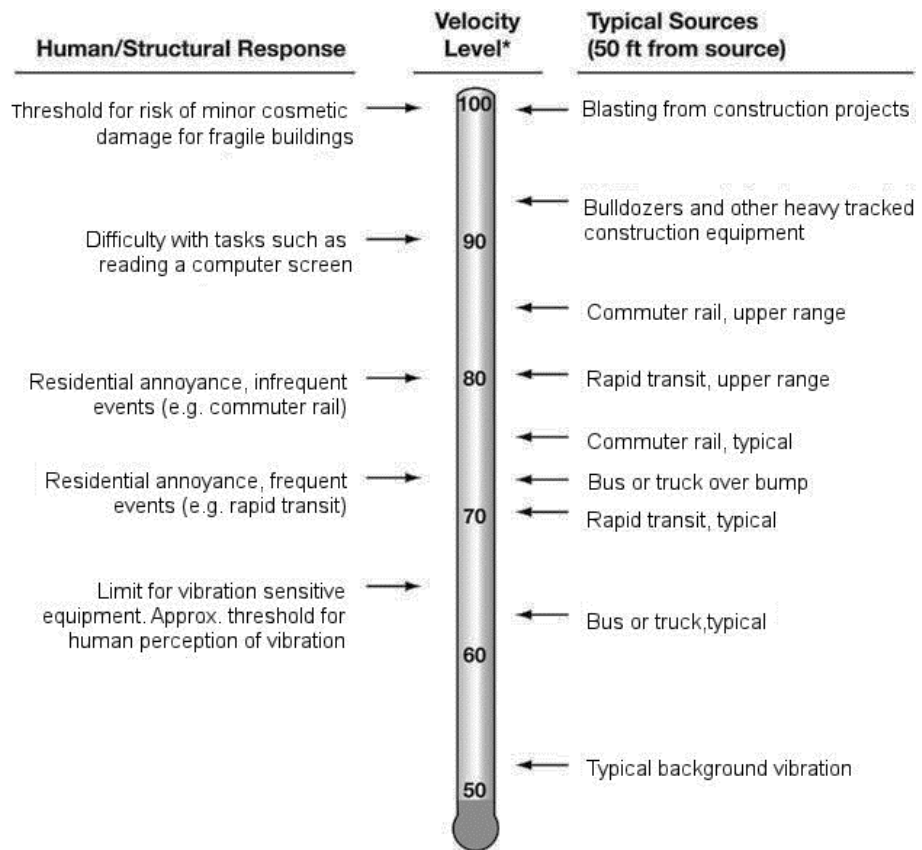 Human/Structural Response
Velocity
Level*
Typical Sources
(50 ft from source)
Threshold for risk of minor cosmetic
damage for fragile buildings
100
Blasting from construction projects
Bulldozers and other heavy tracked
construction equipment
Difficulty with tasks such as
reading a computer screen
90
Commuter rail, upper range
Residential annoyance, infrequent
events (e.g. commuter rail)
80
Rapid transit, upper range
Commuter rail, typical
Residential annoyance, frequent
events (e.g. rapid transit)
Bus or truck over bump
70
Rapid transit, typical
Limit for vibration sensitive
equipment. Approx. threshold for
human perception of vibration
Bus or truck,typical
60
Typical background vibration
50